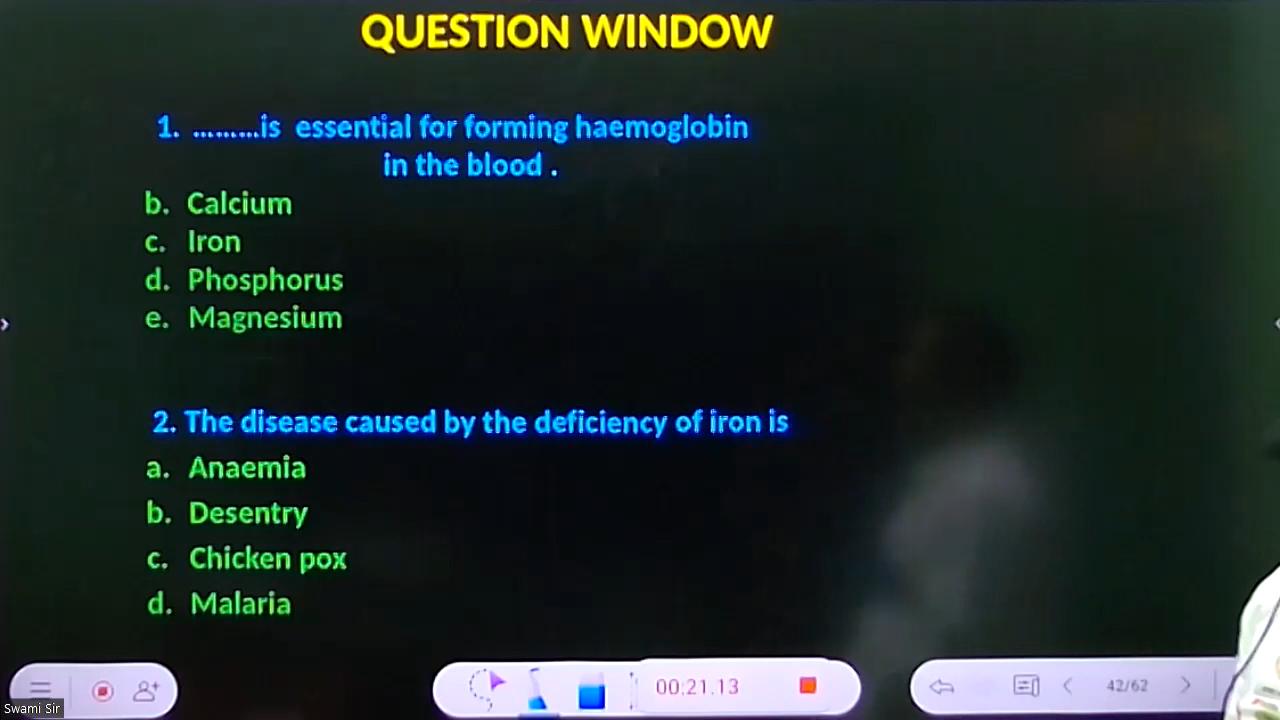 QUESTION WINDOW
1. .........is essential for forming haemoglobin
in the blood .
b. Calcium
c. Iron
d. Phosphorus
e. Magnesium
2. The disease caused by the deficiency of iron is
a. Anaemia
b. Desentry
c. Chicken pox
d. Malaria
00:21.13
42/62
Swami Sir